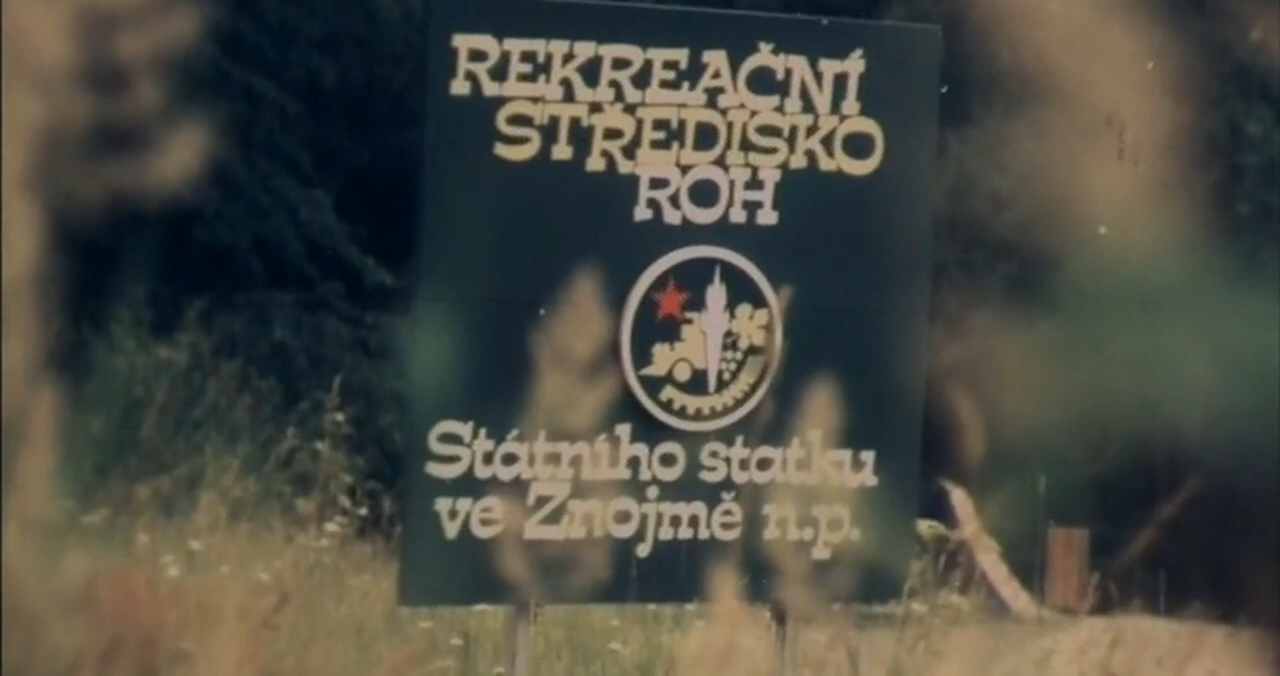 REKREAČNÍ
STŘEDISKO
ROH
Státního statku
ve Znojmě n.p.